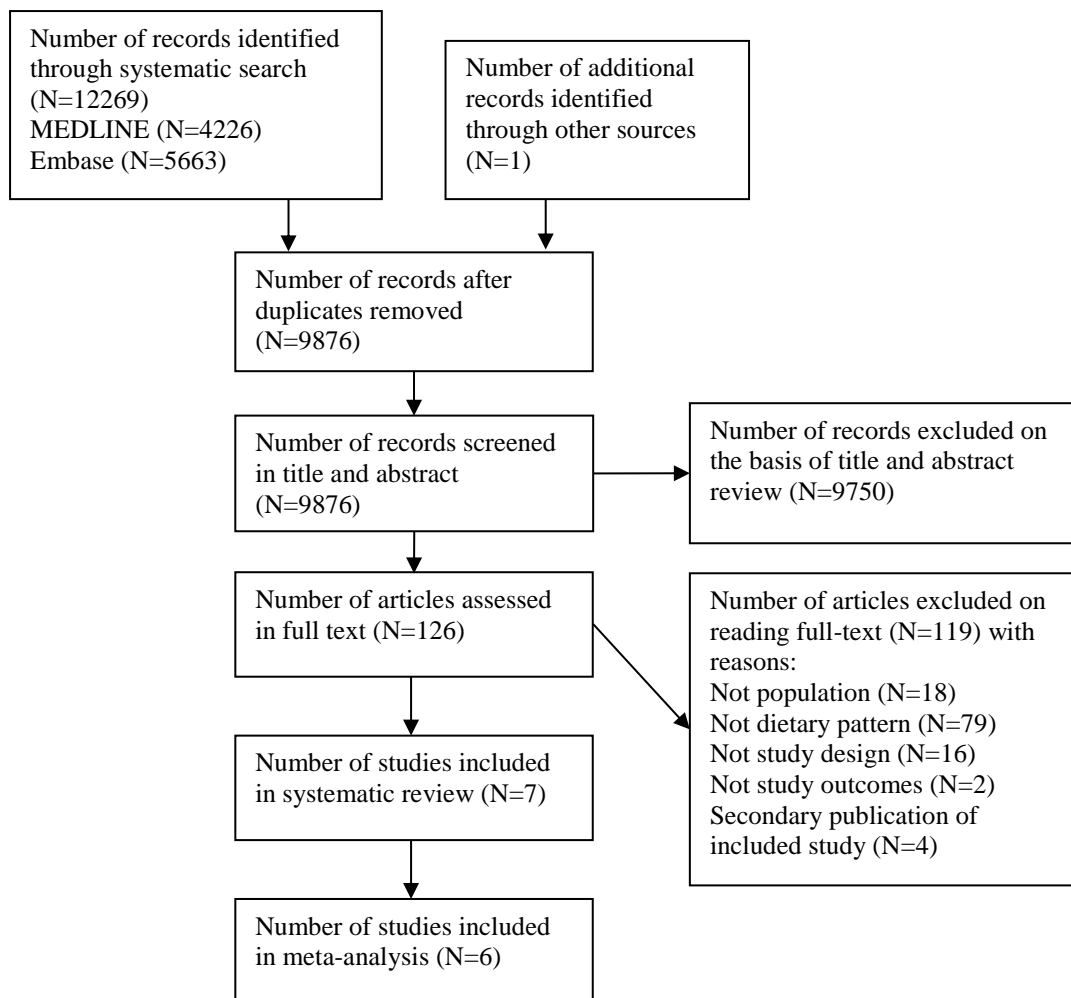 Number of records identified
through systematic search
(N=12269)
MEDLINE (N=4226)
Embase (N=5663)
Number of additional
records identified
through other sources
(N=1)
Number of records after
duplicates removed
(N=9876)
Number of records screened
in title and abstract
(N=9876)
Number of records excluded on
the basis of title and abstract
review (N=9750)
Number of articles assessed
in full text (N=126)
Number of articles excluded on
reading full-text (N=119) with
reasons:
Not population (N=18)
Not dietary pattern (N=79)
Not study design (N=16)
Not study outcomes (N=2)
Secondary publication of
included study (N=4)
Number of studies included
in systematic review (N=7)
Number of studies included
in meta-analysis (N=6)